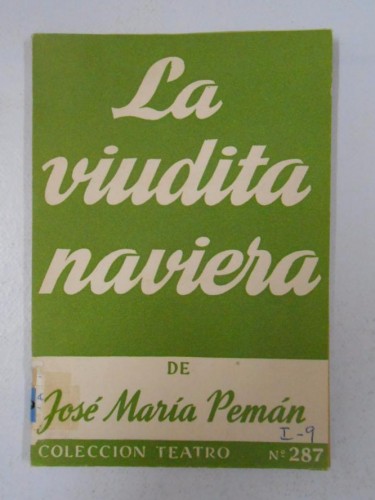 La
viudita
naviera
DE
José María Pemán
I-9
COLECCION TEATRO Nº 287